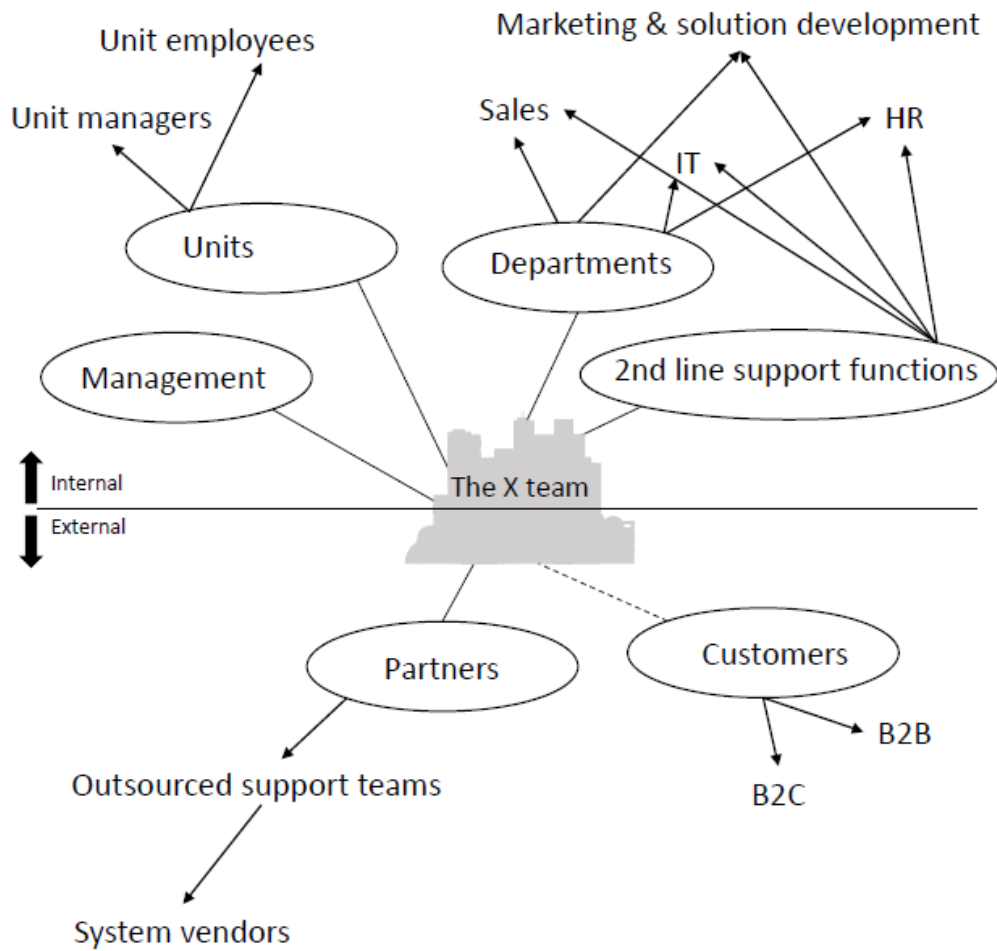 Marketing & solution development
Unit employees
Sales
Unit managers
HR
IT
Units
Departments
Management
2nd line support functions
Internal
The X team
External
Partners
Customers
B2B
Outsourced support teams
B2C
System vendors